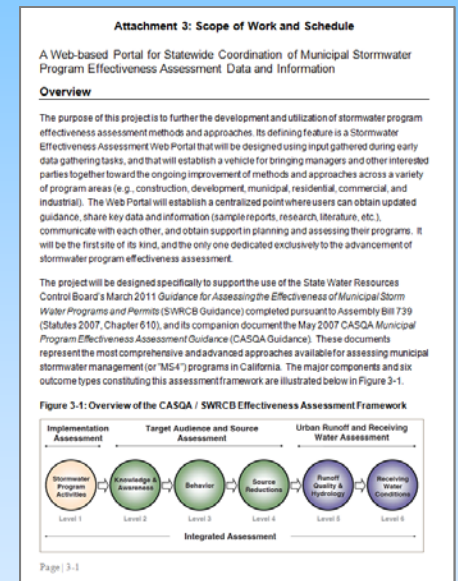 Attachment 3: Scope of Work and Schedule
A Web-based Portal for Statewide Coordination of Municipal Stormwater
Program Effectiveness Assessment Data and Information
Overview
The purpose of this project is to further the development and utilization of stormwater program
effectiveness assessment methods and approaches. Its defining feature is a Stormwater
Effectiveness Assessment Web Portal that will be designed using input gathered during early
data gathering tasks, and that will establish a vehicle for bringing managers and other interested
parties together toward the ongoing improvement of methods and approaches across a variety
of program areas (e.g., construction, development, municipal, residential, commercial, and
industrial). The Web Portal will establish a centralized point where users can obtain updated
guidance, share key data and information (sample reports, research, literature, etc.),
communicate with each other, and obtain support in planning and assessing their programs. It
will be the first site of its kind, and the only one dedicated exclusively to the advancement of
stormwater program effectiveness assessment.
The project will be designed specifically to support the use of the State Water Resources
Control Board's March 2011 Guidance for Assessing the Effectiveness of Municipal Storm
Water Programs and Permits (SWRCB Guidance) completed pursuant to Assembly Bill 739
(Statutes 2007, Chapter 610), and its companion document the May 2007 CASQA Municipal
Program Effectiveness Assessment Guidance (CASQA Guidance). These documents
represent the most comprehensive and advanced approaches available for assessing municipal
stormwater management (or "MS4") programs in California. The major components and six
outcome types constituting this assessment framework are illustrated below in Figure 3-1.
Figure 3-1: Overview of the CASQA / SWRCB Effectiveness Assessment Framework
Implementation Assessment
Target Audience and Source Assessment
Urban Runoff and Receiving Water Assessment
Stormwater Program Activities
Knowledge & Awareness
Behavior
Source Reductions
Runoff Quality & Hydrology
Receiving Water Conditions
Level 1 Level 2 Level 3 Level 4 Level 5 Level 6
Integrated Assessment
Page | 3-1